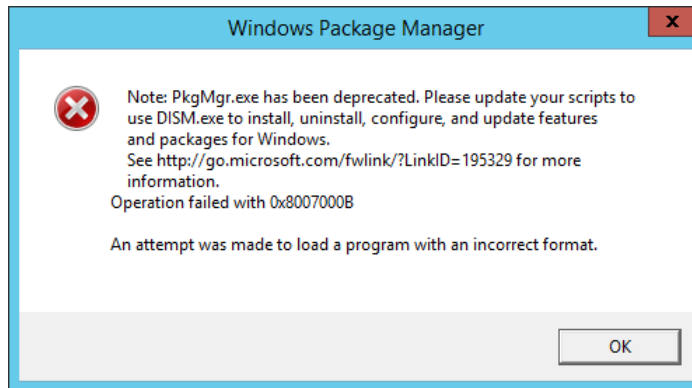 Windows Package Manager
x
Note: PkgMgr.exe has been deprecated. Please update your scripts to
use DISM.exe to install, uninstall, configure, and update features
and packages for Windows.
See http://go.microsoft.com/fwlink/?LinkID=195329 for more
information.
Operation failed with 0x8007000B
An attempt was made to load a program with an incorrect format.
OK